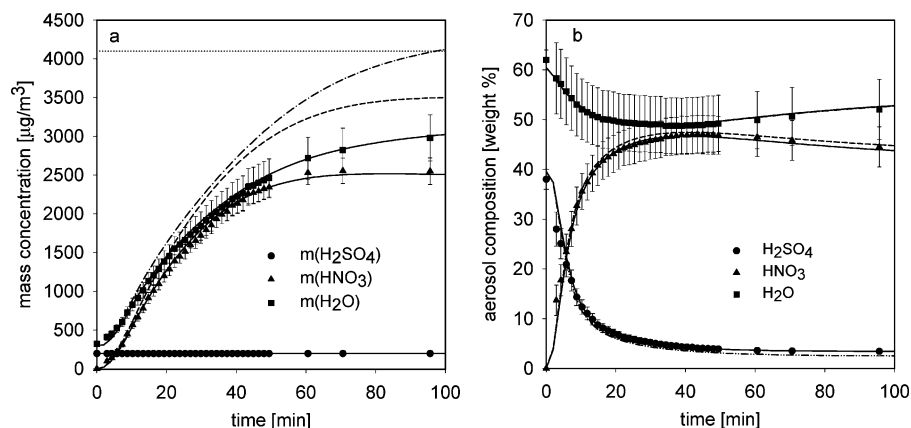 a
mass concentration [µg/m³]
4500
4000
3500
3000
2500
2000
1500
1000
500
0
m(H₂SO₄)
m(HNO₃)
m(H₂O)
0 20 40 60 80 100
time [min]
b
aerosol composition [weight %]
70
60
50
40
30
20
10
0
H₂SO₄
HNO₃
H₂O
0 20 40 60 80 100
time [min]